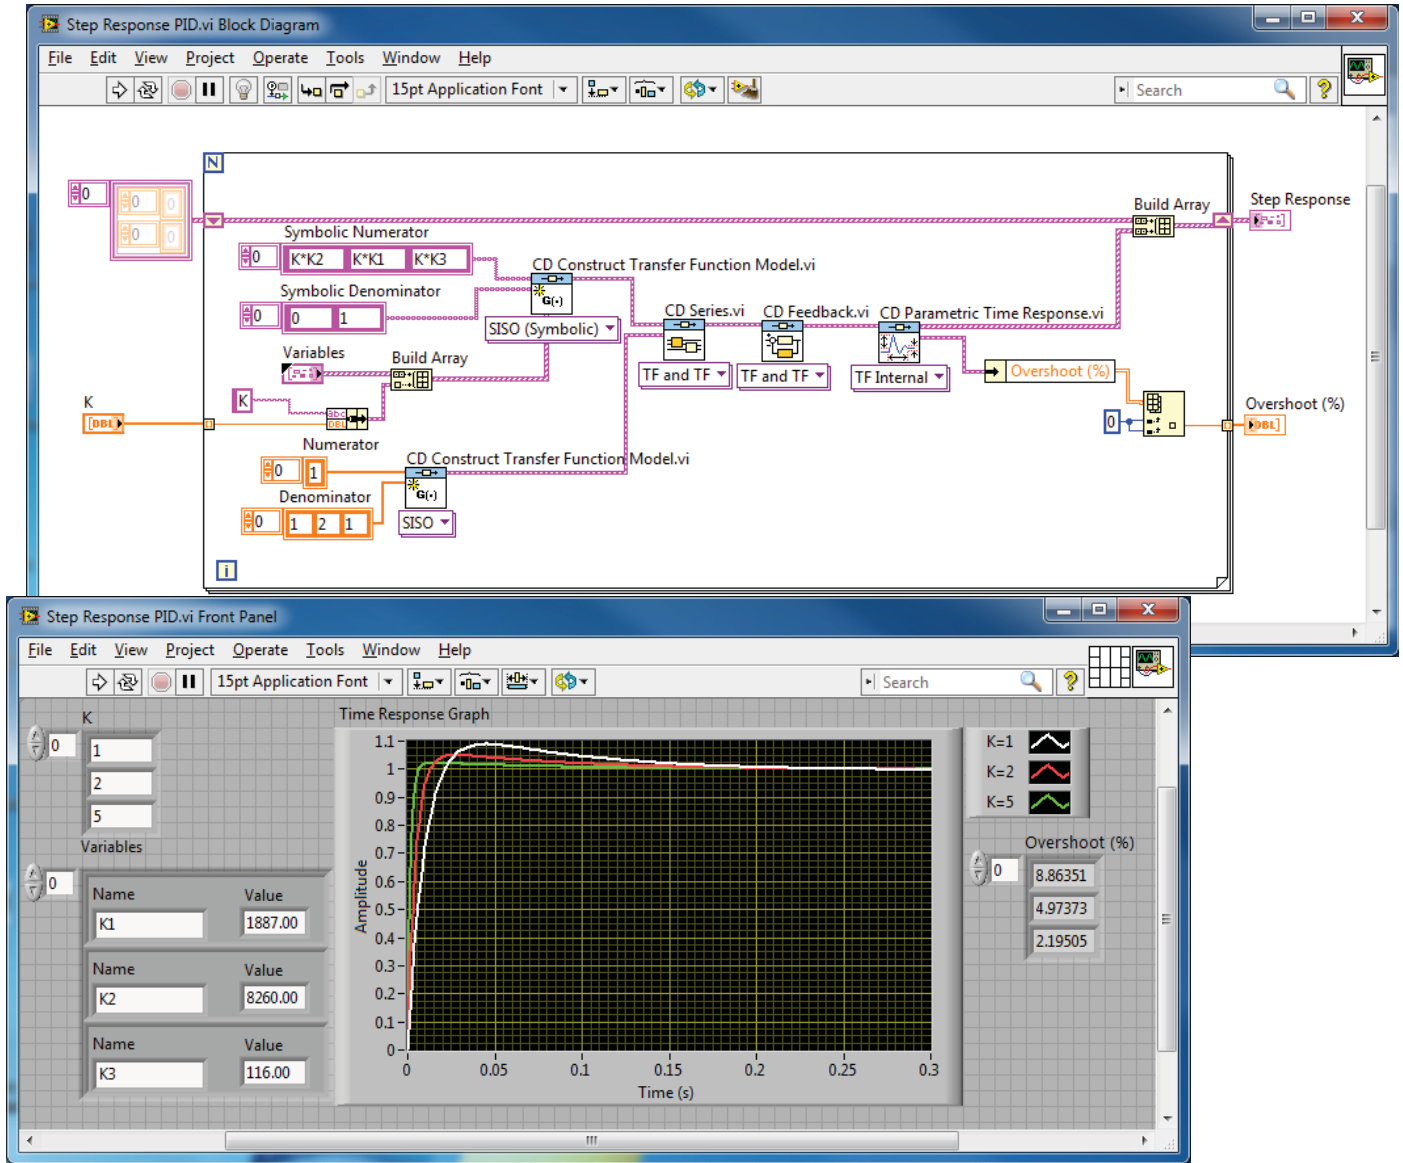 Step Response PID.vi Block Diagram
File Edit View Project Operate Tools Window Help
15pt Application Font Search ?
N
0 0 0
0 0
Build Array Step Response
Symbolic Numerator
0 K*K2 K*K1 K*K3
CD Construct Transfer Function Model.vi
G(·)
Symbolic Denominator
0 0 1
SISO (Symbolic)
CD Series.vi CD Feedback.vi CD Parametric Time Response.vi
TF and TF TF and TF TF Internal
Variables Build Array
Overshoot (%)
K
K
[DBL]
abc
DBL
0
Overshoot (%)
DBL]
Numerator
0 1
CD Construct Transfer Function Model.vi
G(·)
Denominator
0 1 2 1
SISO
i
Step Response PID.vi Front Panel
File Edit View Project Operate Tools Window Help
15pt Application Font Search ?
K
0 1
2
5
Variables
0
Name Value
K1 1887.00
Name Value
K2 8260.00
Name Value
K3 116.00
Time Response Graph
1.1
1
0.9
0.8
0.7
0.6
0.5
0.4
0.3
0.2
0.1
0
Amplitude
0 0.05 0.1 0.15 0.2 0.25 0.3
Time (s)
K=1
K=2
K=5
Overshoot (%)
0 8.86351
4.97373
2.19505